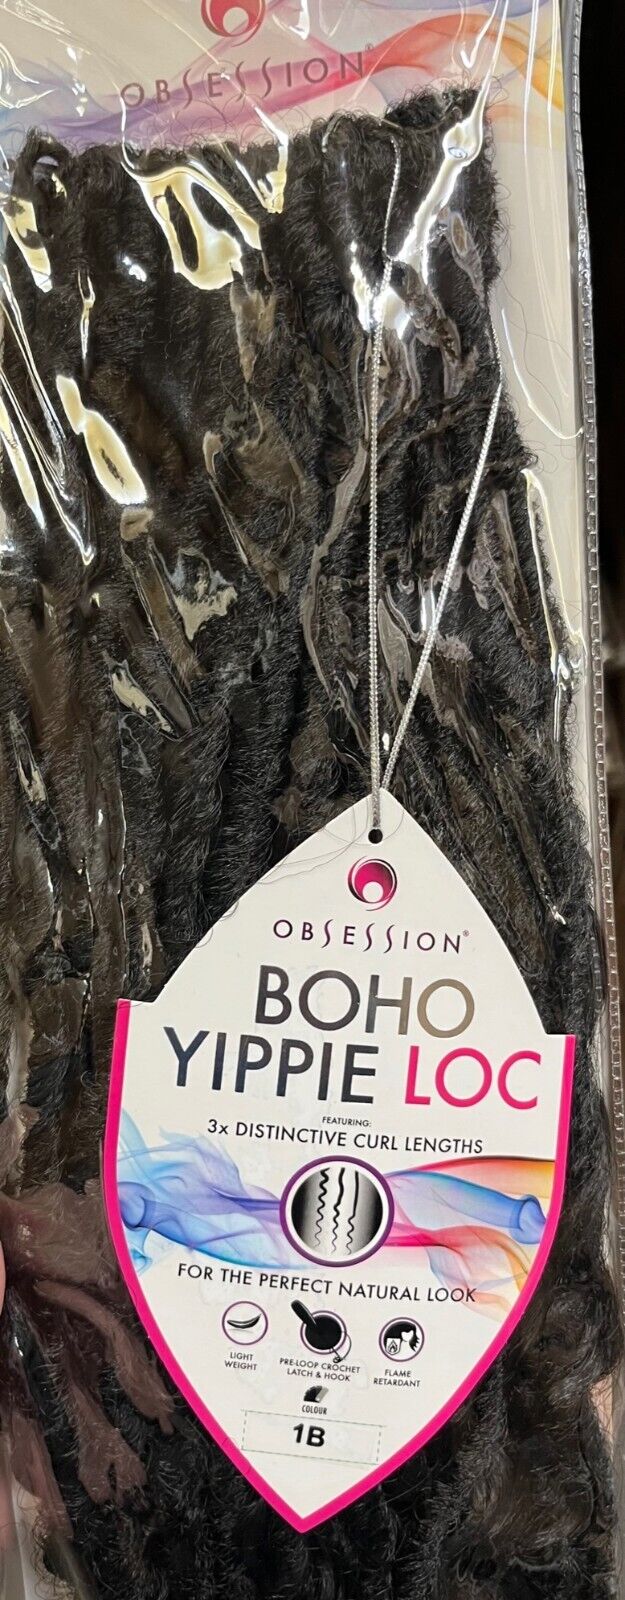 OBSESSION®
OBSESSION®
BOHO
YIPPIE LOC
FEATURING:
3x DISTINCTIVE CURL LENGTHS
FOR THE PERFECT NATURAL LOOK
LIGHT
WEIGHT
PRE-LOOP CROCHET
LATCH & HOOK
FLAME
RETARDANT
COLOUR
1B